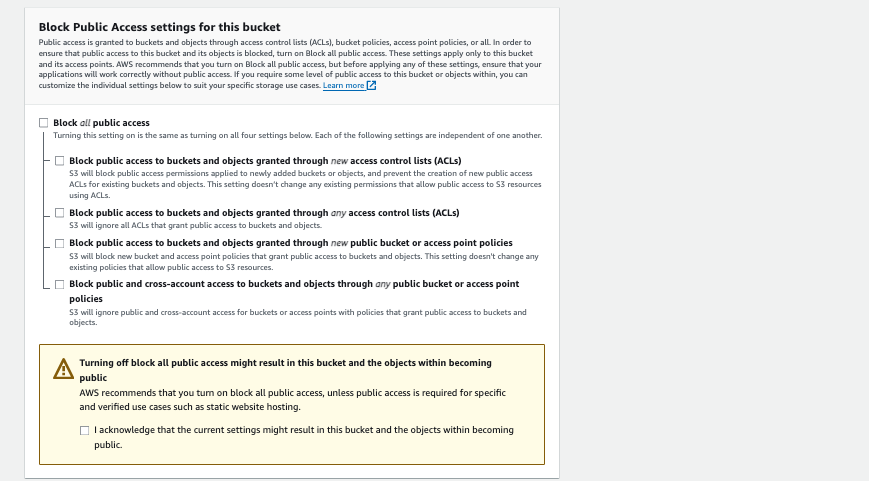 Block Public Access settings for this bucket
Public access is granted to buckets and objects through access control lists (ACLs), bucket policies, access point policies, or all. In order to
ensure that public access to this bucket and its objects is blocked, turn on Block all public access. These settings apply only to this bucket
and its access points. AWS recommends that you turn on Block all public access, but before applying any of these settings, ensure that your
applications will work correctly without public access. If you require some level of public access to this bucket or objects within, you can
customize the individual settings below to suit your specific storage use cases. Learn more
Block all public access
Turning this setting on is the same as turning on all four settings below. Each of the following settings are independent of one another.
Block public access to buckets and objects granted through new access control lists (ACLs)
S3 will block public access permissions applied to newly added buckets or objects, and prevent the creation of new public access
ACLs for existing buckets and objects. This setting doesn't change any existing permissions that allow public access to S3 resources
using ACLs.
Block public access to buckets and objects granted through any access control lists (ACLs)
S3 will ignore all ACLs that grant public access to buckets and objects.
Block public access to buckets and objects granted through new public bucket or access point policies
S3 will block new bucket and access point policies that grant public access to buckets and objects. This setting doesn't change any
existing policies that allow public access to S3 resources.
Block public and cross-account access to buckets and objects through any public bucket or access point
policies
S3 will ignore public and cross-account access for buckets or access points with policies that grant public access to buckets and
objects.
Turning off block all public access might result in this bucket and the objects within becoming
public
AWS recommends that you turn on block all public access, unless public access is required for specific
and verified use cases such as static website hosting.
I acknowledge that the current settings might result in this bucket and the objects within becoming
public.